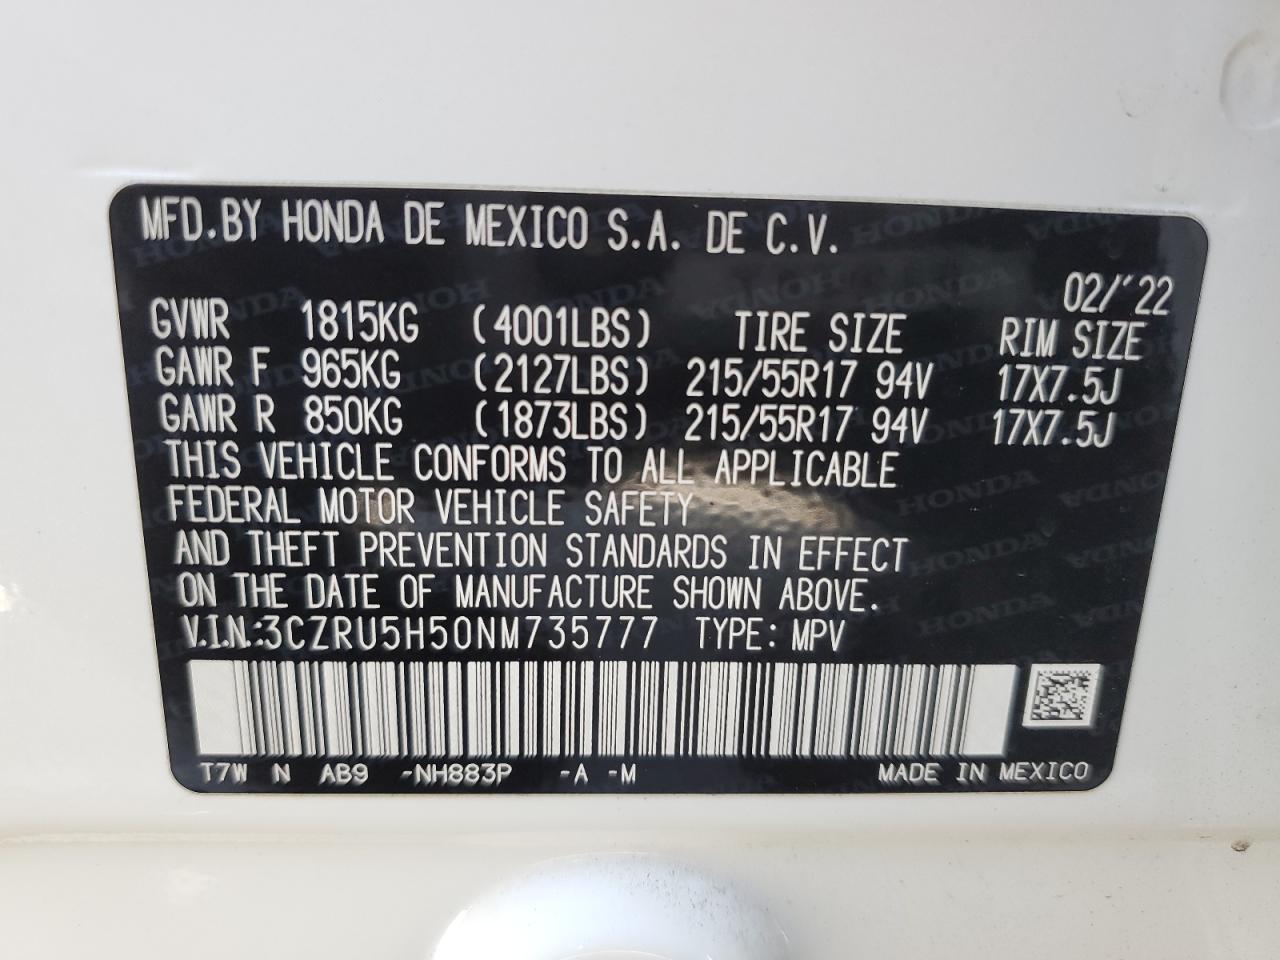 MFD.BY HONDA DE MEXICO S.A. DE C.V.
02/'22
GVWR 1815KG (4001LBS) TIRE SIZE RIM SIZE
GAWR F 965KG (2127LBS) 215/55R17 94V 17X7.5J
GAWR R 850KG (1873LBS) 215/55R17 94V 17X7.5J
THIS VEHICLE CONFORMS TO ALL APPLICABLE
FEDERAL MOTOR VEHICLE SAFETY
AND THEFT PREVENTION STANDARDS IN EFFECT
ON THE DATE OF MANUFACTURE SHOWN ABOVE.
V.I.N.:3CZRU5H50NM735777 TYPE: MPV
T7W N AB9 -NH883P -A -M MADE IN MEXICO